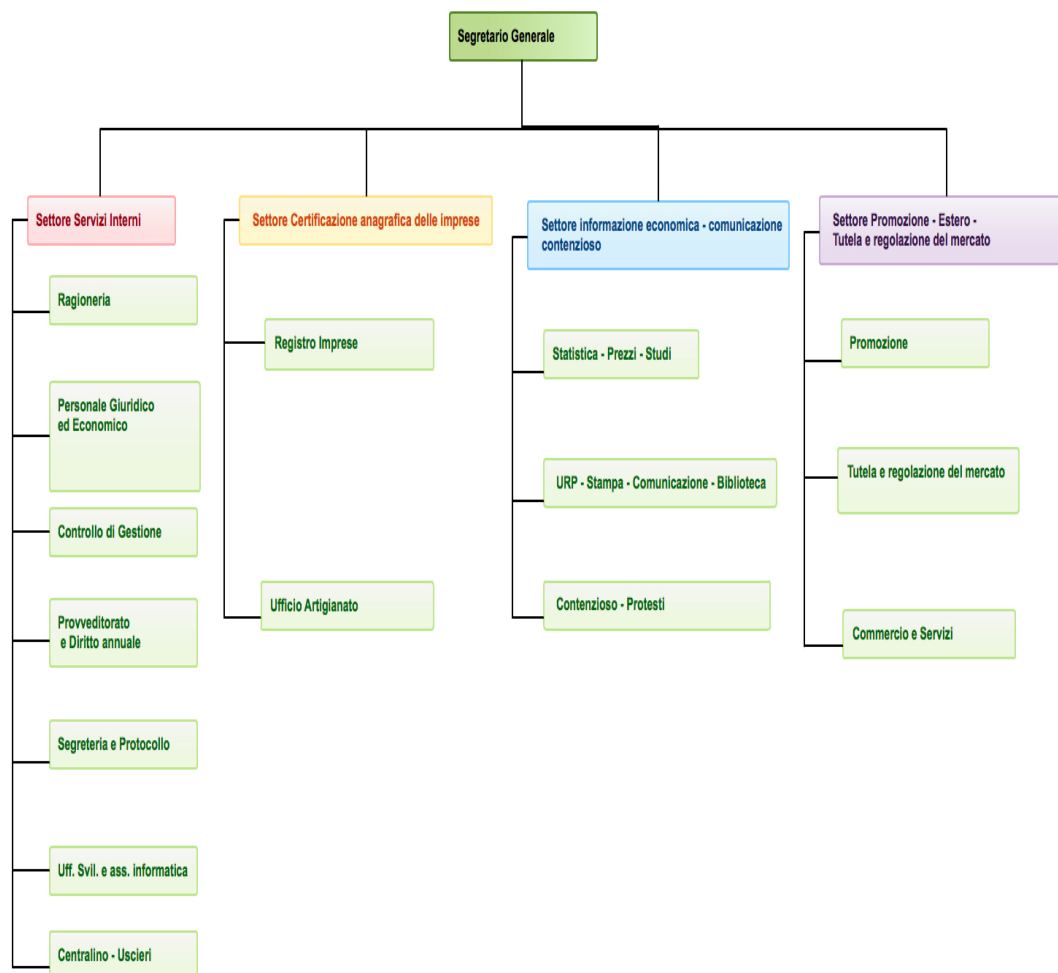 Segretario Generale
Settore Servizi Interni
Ragioneria
Personale Giuridico
ed Economico
Controllo di Gestione
Provveditorato
e Diritto annuale
Segreteria e Protocollo
Uff. Svil. e ass. informatica
Centralino - Uscieri
Settore Certificazione anagrafica delle imprese
Registro Imprese
Ufficio Artigianato
Settore informazione economica - comunicazione
contenzioso
Statistica - Prezzi - Studi
URP - Stampa - Comunicazione - Biblioteca
Contenzioso - Protesti
Settore Promozione - Estero -
Tutela e regolazione del mercato
Promozione
Tutela e regolazione del mercato
Commercio e Servizi